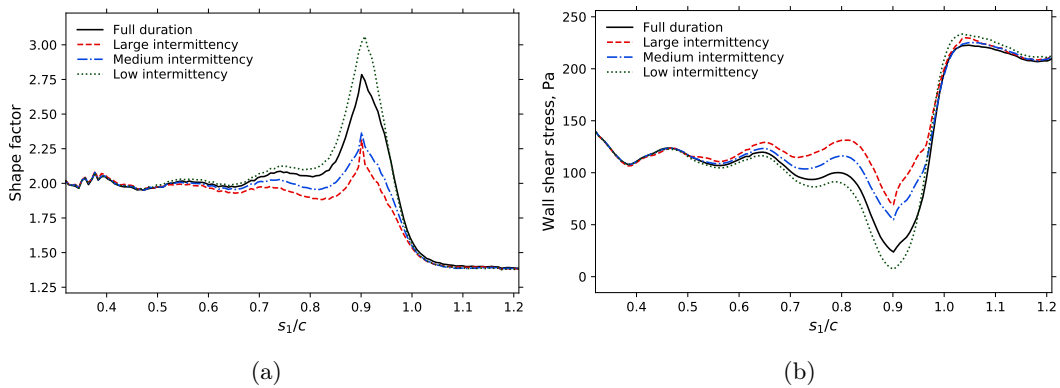 Full duration
Large intermittency
Medium intermittency
Low intermittency
Shape factor
3.00
2.75
2.50
2.25
2.00
1.75
1.50
1.25
0.4 0.5 0.6 0.7 0.8 0.9 1.0 1.1 1.2
s₁/c
(a)
Full duration
Large intermittency
Medium intermittency
Low intermittency
Wall shear stress, Pa
250
200
150
100
50
0
0.4 0.5 0.6 0.7 0.8 0.9 1.0 1.1 1.2
s₁/c
(b)